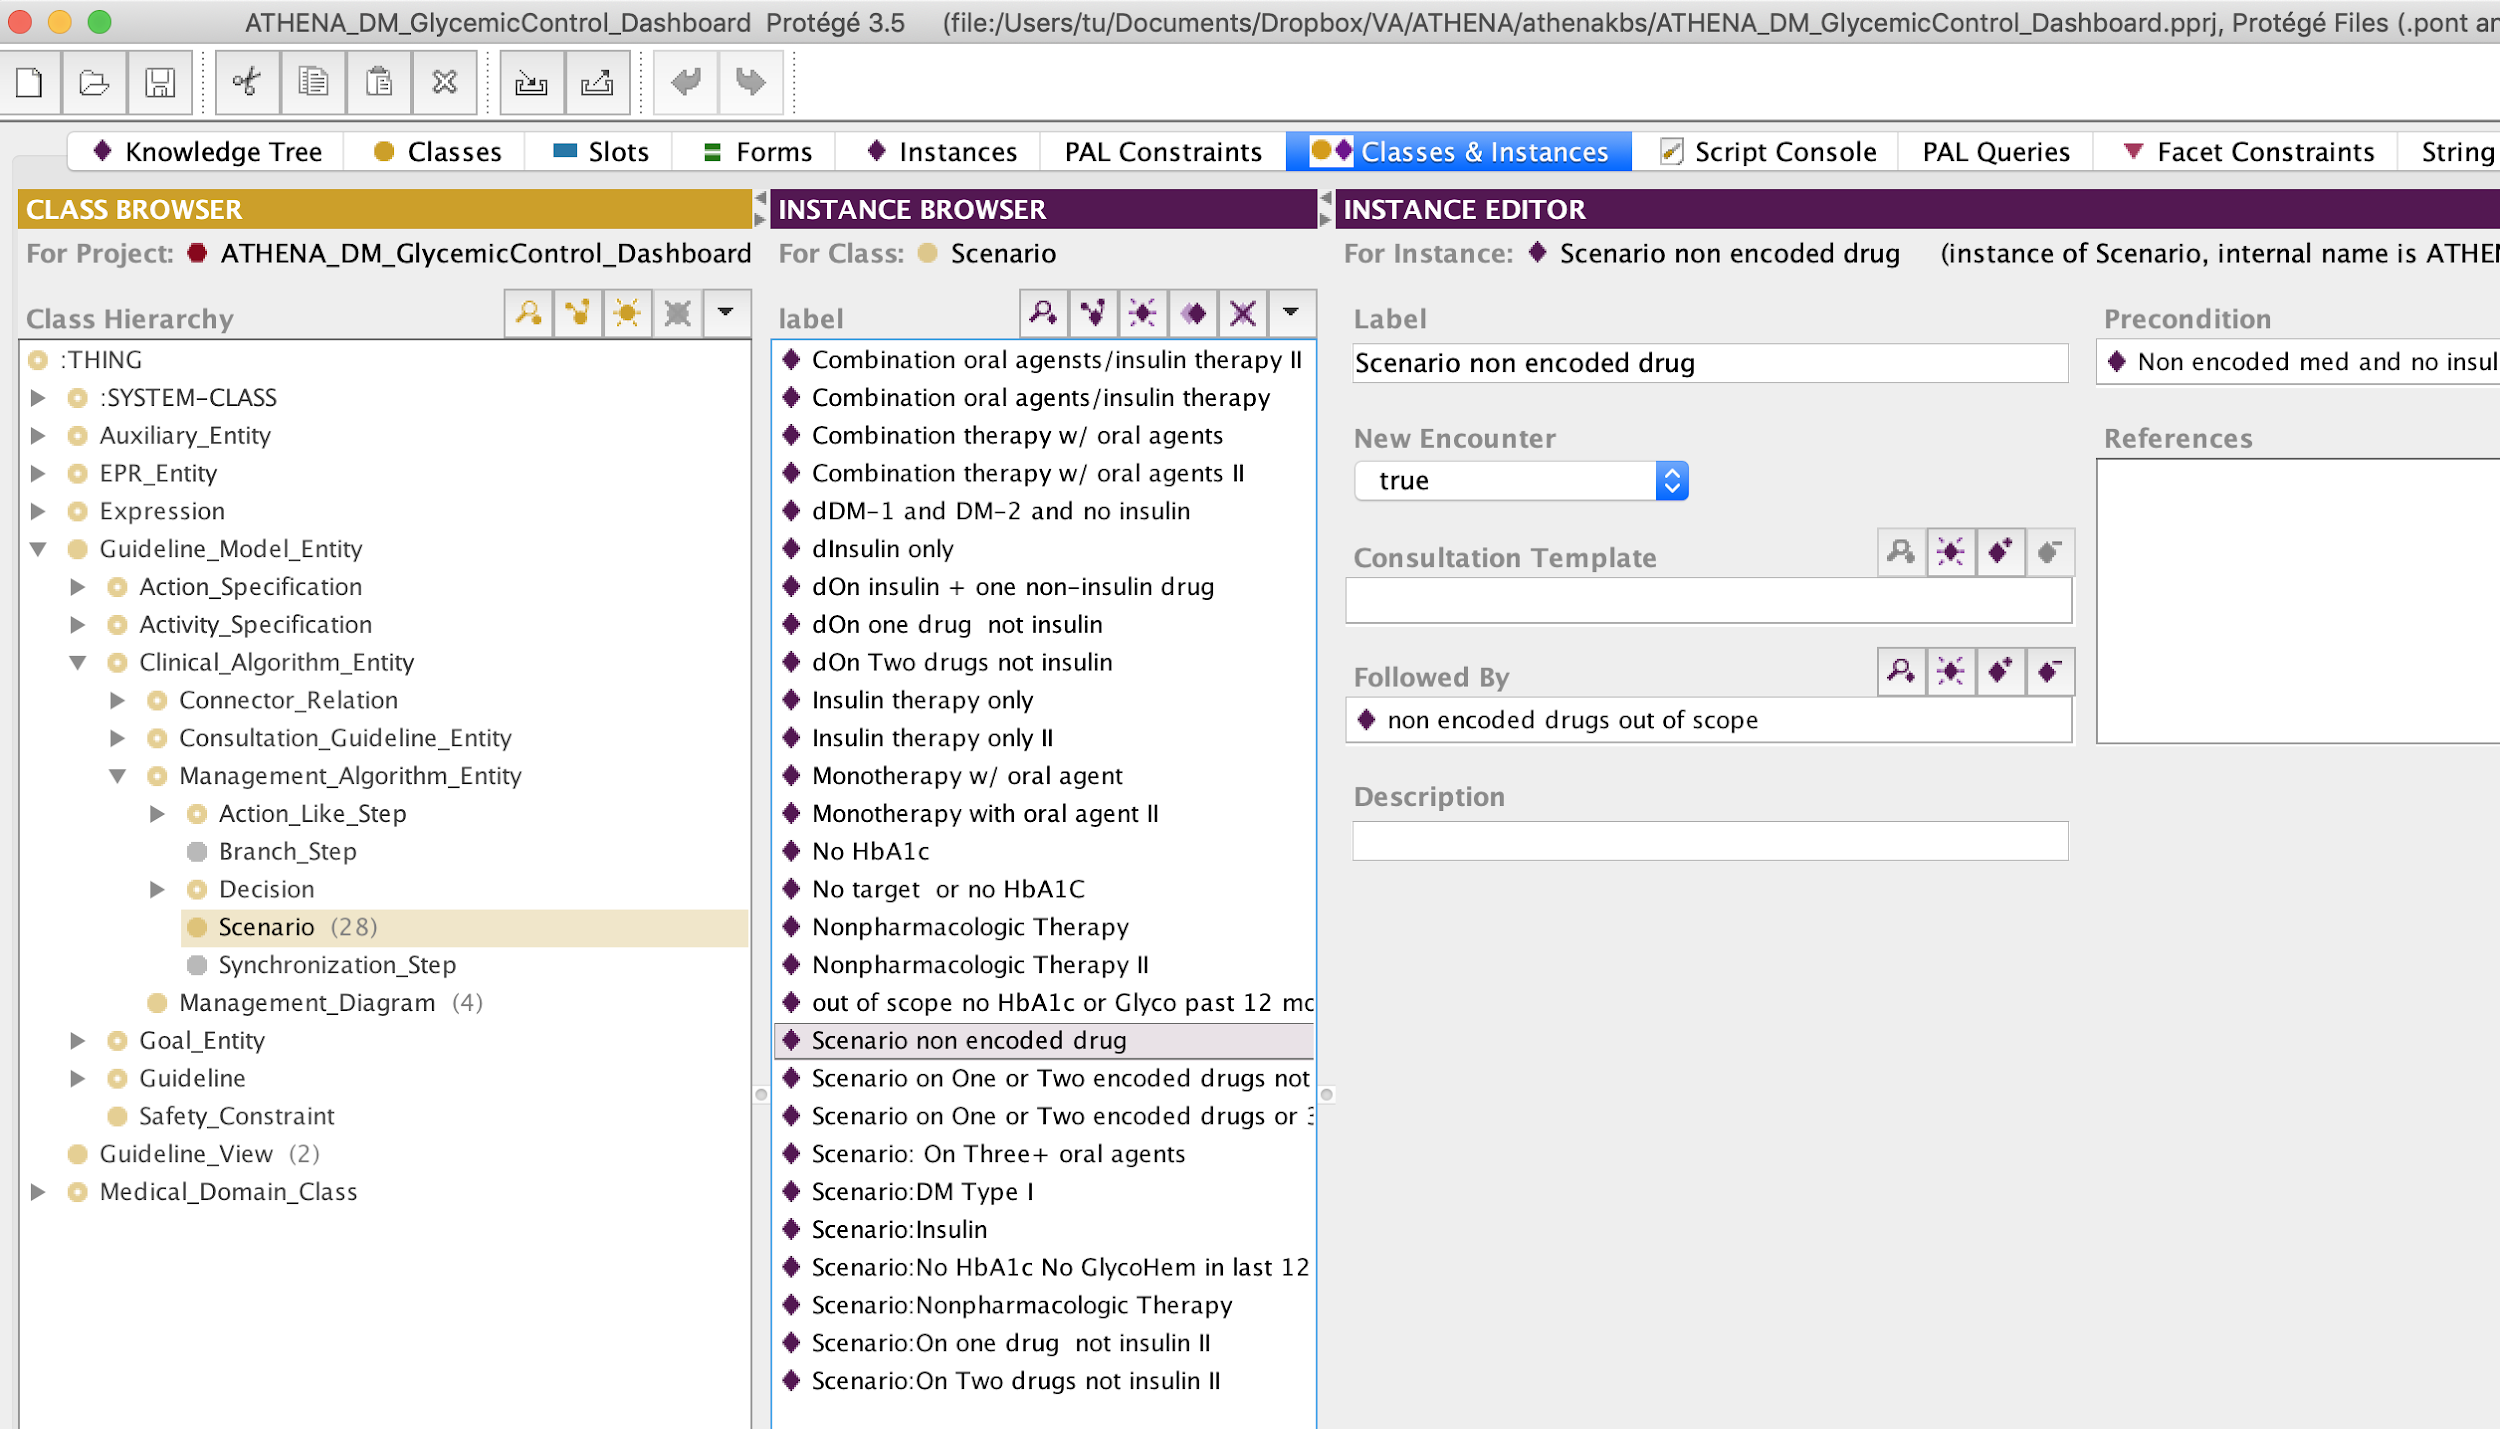 ATHENA_DM_GlycemicControl_Dashboard Protégé 3.5 (file:/Users/tu/Documents/Dropbox/VA/ATHENA/athenakbs/ATHENA_DM_GlycemicControl_Dashboard.pprj, Protégé Files (.pont an
Knowledge Tree Classes Slots Forms Instances PAL Constraints Classes & Instances Script Console PAL Queries Facet Constraints String
CLASS BROWSER
For Project: ATHENA_DM_GlycemicControl_Dashboard
Class Hierarchy
:THING
:SYSTEM-CLASS
Auxiliary_Entity
EPR_Entity
Expression
Guideline_Model_Entity
Action_Specification
Activity_Specification
Clinical_Algorithm_Entity
Connector_Relation
Consultation_Guideline_Entity
Management_Algorithm_Entity
Action_Like_Step
Branch_Step
Decision
Scenario (28)
Synchronization_Step
Management_Diagram (4)
Goal_Entity
Guideline
Safety_Constraint
Guideline_View (2)
Medical_Domain_Class
INSTANCE BROWSER
For Class: Scenario
label
Combination oral agensts/insulin therapy II
Combination oral agents/insulin therapy
Combination therapy w/ oral agents
Combination therapy w/ oral agents II
dDM-1 and DM-2 and no insulin
dInsulin only
dOn insulin + one non-insulin drug
dOn one drug not insulin
dOn Two drugs not insulin
Insulin therapy only
Insulin therapy only II
Monotherapy w/ oral agent
Monotherapy with oral agent II
No HbA1c
No target or no HbA1C
Nonpharmacologic Therapy
Nonpharmacologic Therapy II
out of scope no HbA1c or Glyco past 12 mo
Scenario non encoded drug
Scenario on One or Two encoded drugs not
Scenario on One or Two encoded drugs or 3
Scenario: On Three+ oral agents
Scenario:DM Type I
Scenario:Insulin
Scenario:No HbA1c No GlycoHem in last 12
Scenario:Nonpharmacologic Therapy
Scenario:On one drug not insulin II
Scenario:On Two drugs not insulin II
INSTANCE EDITOR
For Instance: Scenario non encoded drug (instance of Scenario, internal name is ATHEN
Label
Scenario non encoded drug
New Encounter
true
Consultation Template
Followed By
non encoded drugs out of scope
Description
Precondition
Non encoded med and no insul
References